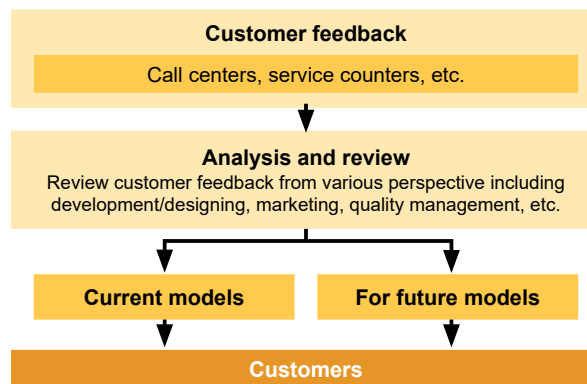 Customer feedback
Call centers, service counters, etc.
Analysis and review
Review customer feedback from various perspective including
development/designing, marketing, quality management, etc.
Current models
For future models
Customers